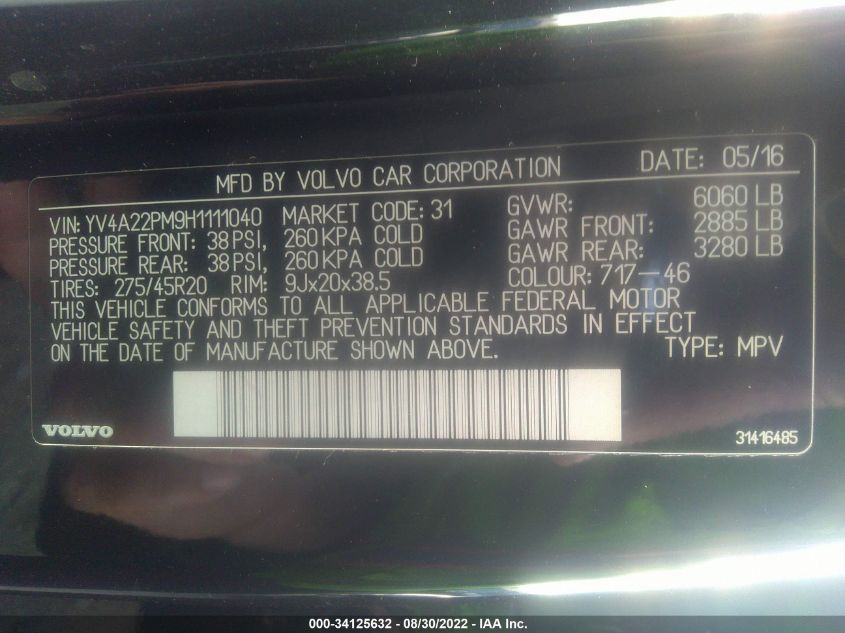 MFD BY VOLVO CAR CORPORATION DATE: 05/16
VIN: YV4A22PM9H1111040 MARKET CODE: 31 GVWR: 6060 LB
PRESSURE FRONT: 38 PSI, 260 KPA COLD GAWR FRONT: 2885 LB
PRESSURE REAR: 38 PSI, 260 KPA COLD GAWR REAR: 3280 LB
TIRES: 275/45R20 RIM: 9Jx20x38.5 COLOUR: 717-46
THIS VEHICLE CONFORMS TO ALL APPLICABLE FEDERAL MOTOR
VEHICLE SAFETY AND THEFT PREVENTION STANDARDS IN EFFECT
ON THE DATE OF MANUFACTURE SHOWN ABOVE. TYPE: MPV
VOLVO 31416485
000-34125632 - 08/30/2022 - IAA Inc.